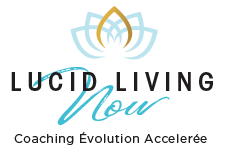 LUCID LIVING
Now
Coaching Évolution Accelerée